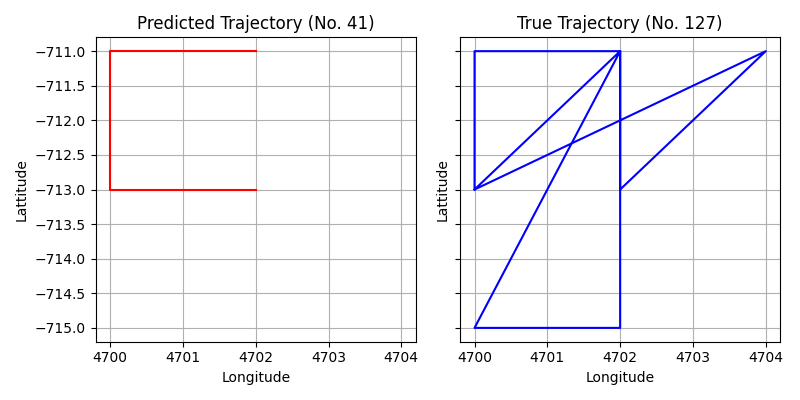 Predicted Trajectory (No. 41)
True Trajectory (No. 127)
−711.0
−711.5
−712.0
−712.5
−713.0
−713.5
−714.0
−714.5
−715.0
Lattitude
Lattitude
4700 4701 4702 4703 4704
4700 4701 4702 4703 4704
Longitude
Longitude